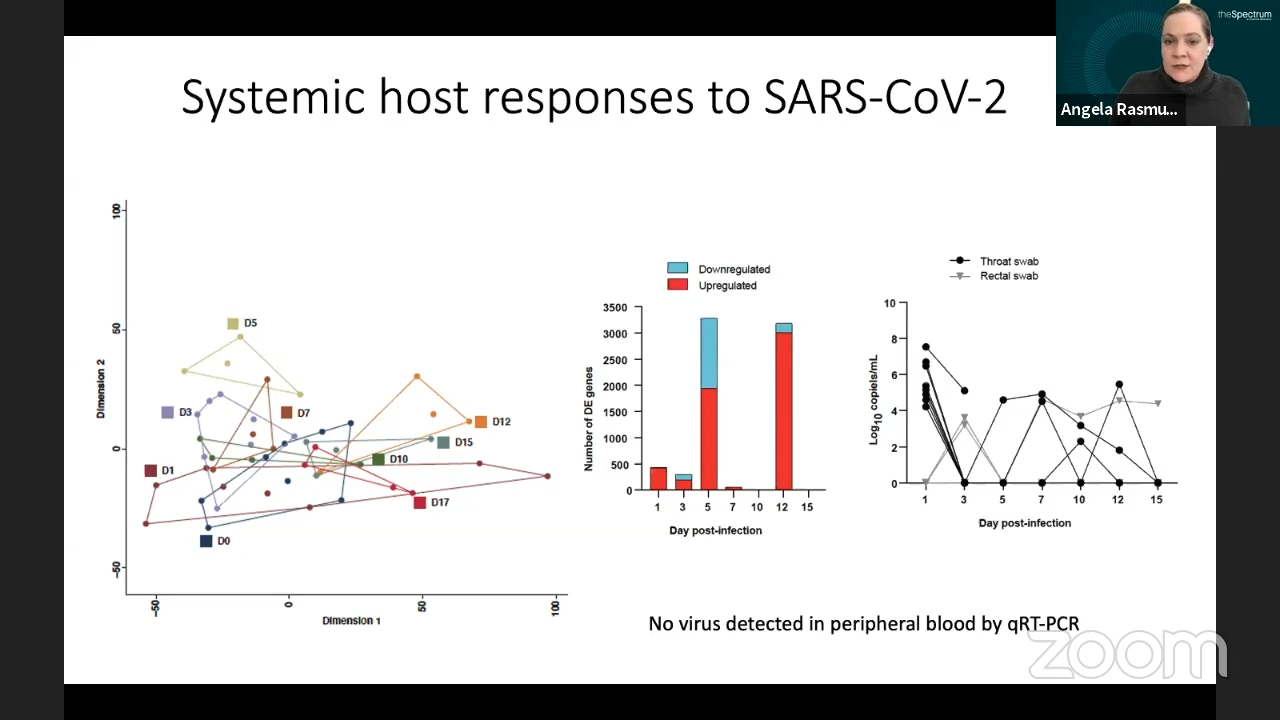 theSpectrum
Angela Rasmu...
Systemic host responses to SARS-CoV-2
100
50
0
-50
Dimension 2
D5
D3
D7
D12
D15
D10
D1
D17
D0
-50
0
50
100
Dimension 1
Downregulated
Upregulated
3500
3000
2500
2000
1500
1000
500
0
Number of DE genes
1 3 5 7 10 12 15
Day post-infection
Throat swab
Rectal swab
10
8
6
4
2
0
Log10 copiels/mL
1 3 5 7 10 12 15
Day post-infection
No virus detected in peripheral blood by qRT-PCR
zoom